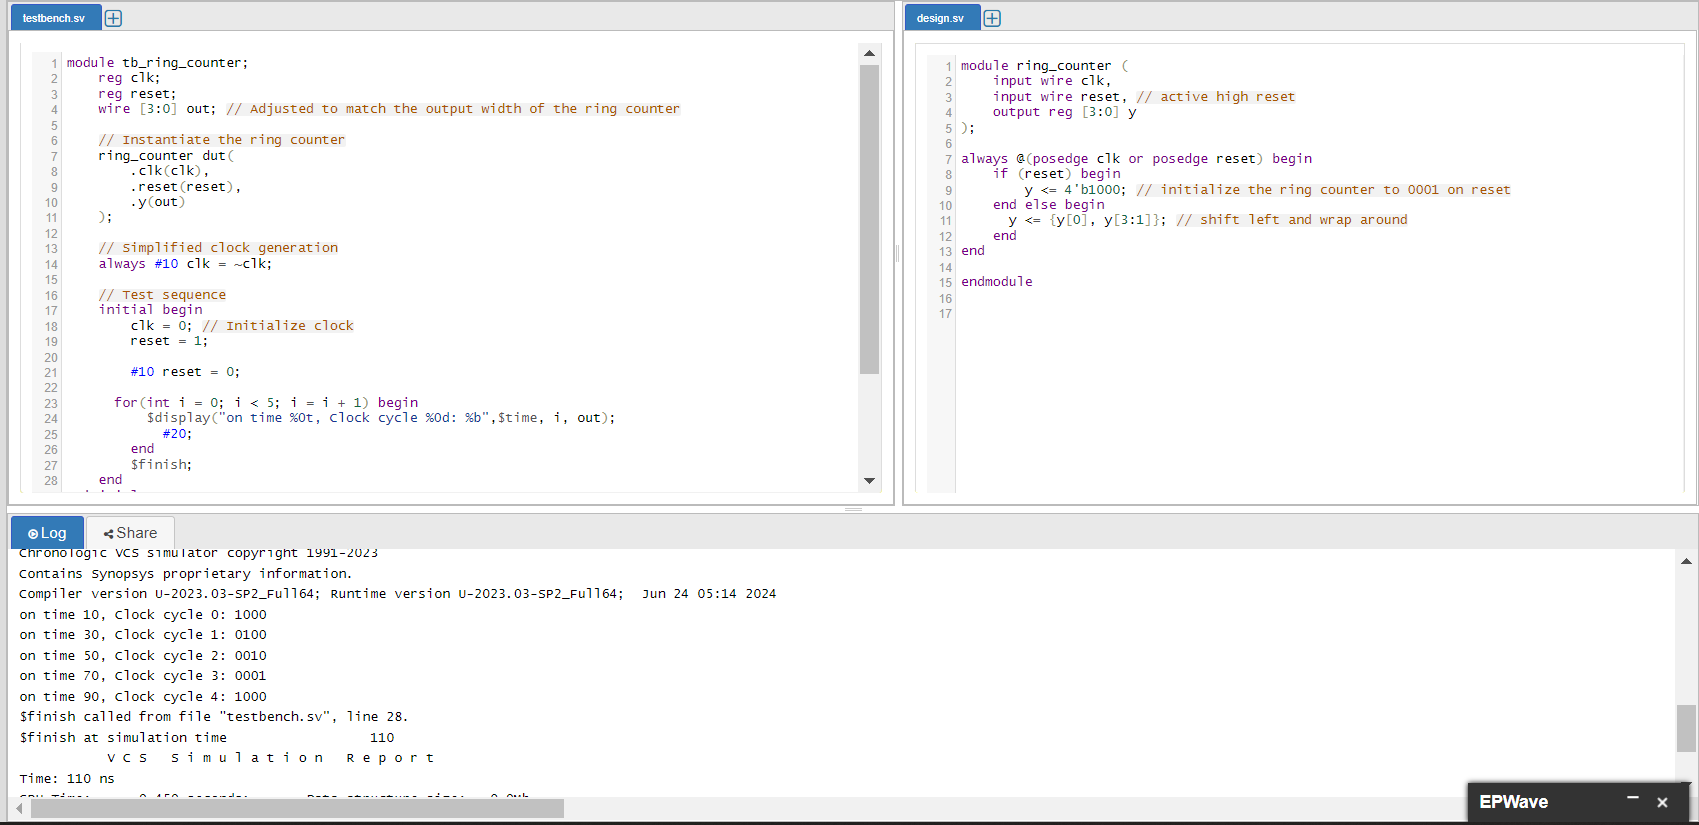 testbench.sv
1 module tb_ring_counter;
2 reg clk;
3 reg reset;
4 wire [3:0] out; // Adjusted to match the output width of the ring counter
5
6 // Instantiate the ring counter
7 ring_counter dut(
8 .clk(clk),
9 .reset(reset),
10 .y(out)
11 );
12
13 // Simplified clock generation
14 always #10 clk = ~clk;
15
16 // Test sequence
17 initial begin
18 clk = 0; // Initialize clock
19 reset = 1;
20
21 #10 reset = 0;
22
23 for(int i = 0; i < 5; i = i + 1) begin
24 $display("on time %0t, Clock cycle %0d: %b",$time, i, out);
25 #20;
26 end
27 $finish;
28 end
design.sv
1 module ring_counter (
2 input wire clk,
3 input wire reset, // active high reset
4 output reg [3:0] y
5 );
6
7 always @(posedge clk or posedge reset) begin
8 if (reset) begin
9 y <= 4'b1000; // initialize the ring counter to 0001 on reset
10 end else begin
11 y <= {y[0], y[3:1]}; // shift left and wrap around
12 end
13 end
14
15 endmodule
16
17
Log
Share
Chronologic VCS simulator copyright 1991-2023
Contains Synopsys proprietary information.
Compiler version U-2023.03-SP2_Full64; Runtime version U-2023.03-SP2_Full64; Jun 24 05:14 2024
on time 10, Clock cycle 0: 1000
on time 30, Clock cycle 1: 0100
on time 50, Clock cycle 2: 0010
on time 70, Clock cycle 3: 0001
on time 90, Clock cycle 4: 1000
$finish called from file "testbench.sv", line 28.
$finish at simulation time 110
V C S S i m u l a t i o n R e p o r t
Time: 110 ns
EPWave